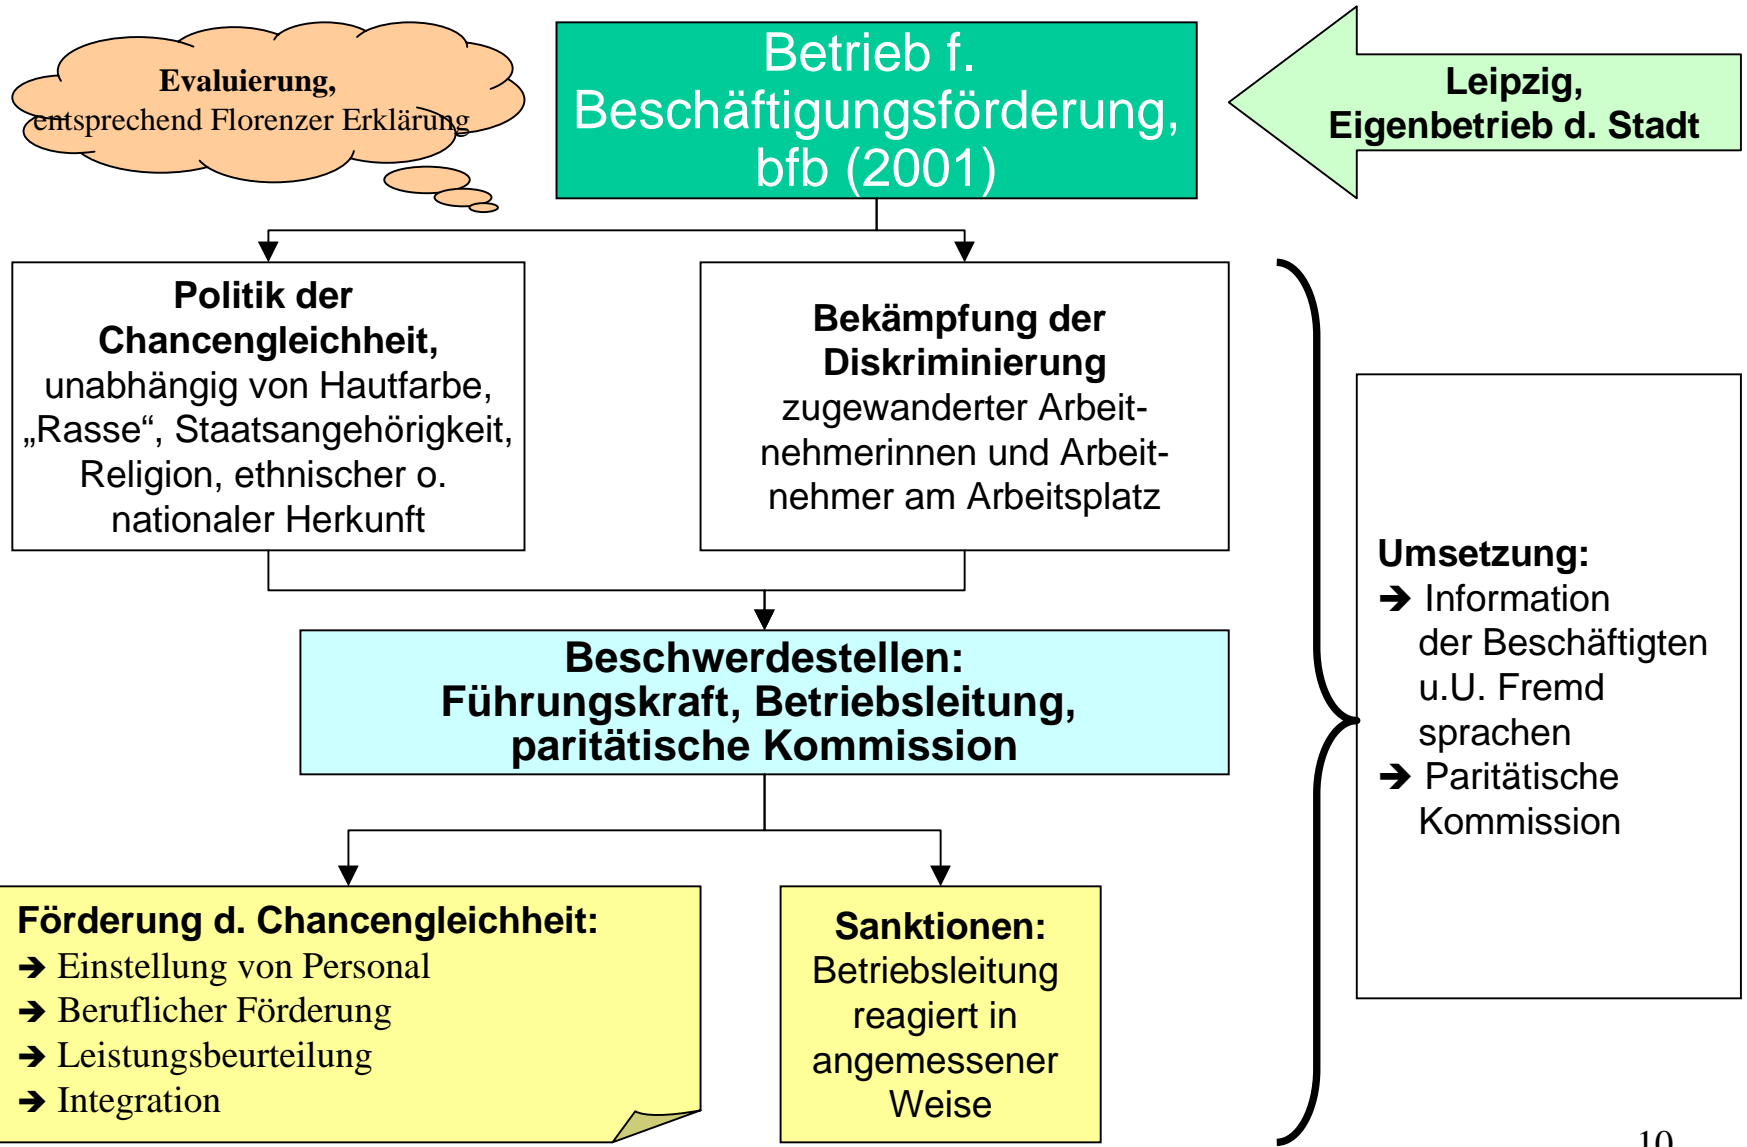 Evaluierung,
entsprechend Florenzer Erklärung
Betrieb f.
Beschäftigungsförderung,
bfb (2001)
Leipzig,
Eigenbetrieb d. Stadt
Politik der
Chancengleichheit,
unabhängig von Hautfarbe,
„Rasse“, Staatsangehörigkeit,
Religion, ethnischer o.
nationaler Herkunft
Bekämpfung der
Diskriminierung
zugewanderter Arbeit-
nehmerinnen und Arbeit-
nehmer am Arbeitsplatz
Beschwerdestellen:
Führungskraft, Betriebsleitung,
paritätische Kommission
Förderung d. Chancengleichheit:
➔ Einstellung von Personal
➔ Beruflicher Förderung
➔ Leistungsbeurteilung
➔ Integration
Sanktionen:
Betriebsleitung
reagiert in
angemessener
Weise
Umsetzung:
➔ Information
der Beschäftigten
u.U. Fremd
sprachen
➔ Paritätische
Kommission
10